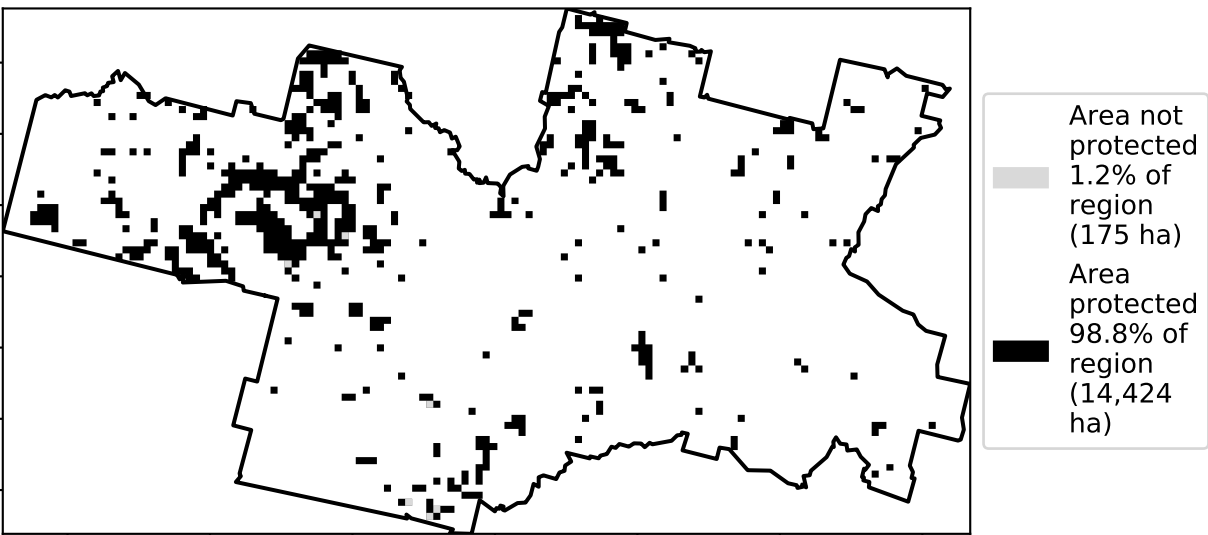 Area not
protected
1.2% of
region
(175 ha)
Area
protected
98.8% of
region
(14,424
ha)